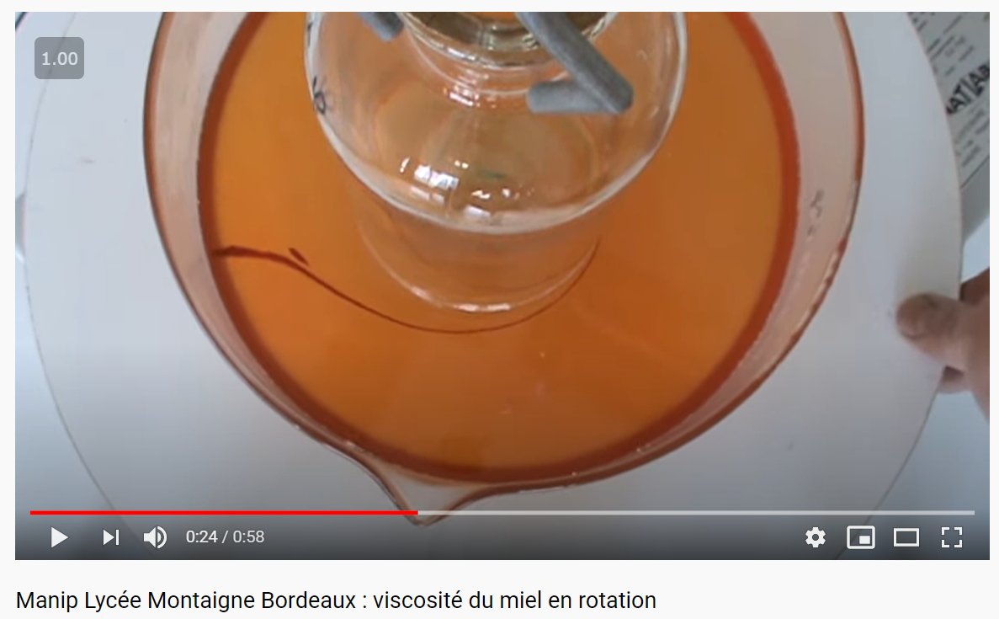 1.00
0:24 / 0:58
Manip Lycée Montaigne Bordeaux : viscosité du miel en rotation